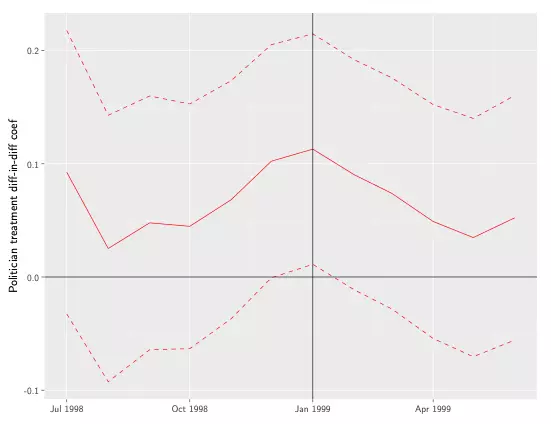 Politician treatment diff-in-diff coef
0.2
0.1
0.0
-0.1
Jul 1998 Oct 1998 Jan 1999 Apr 1999